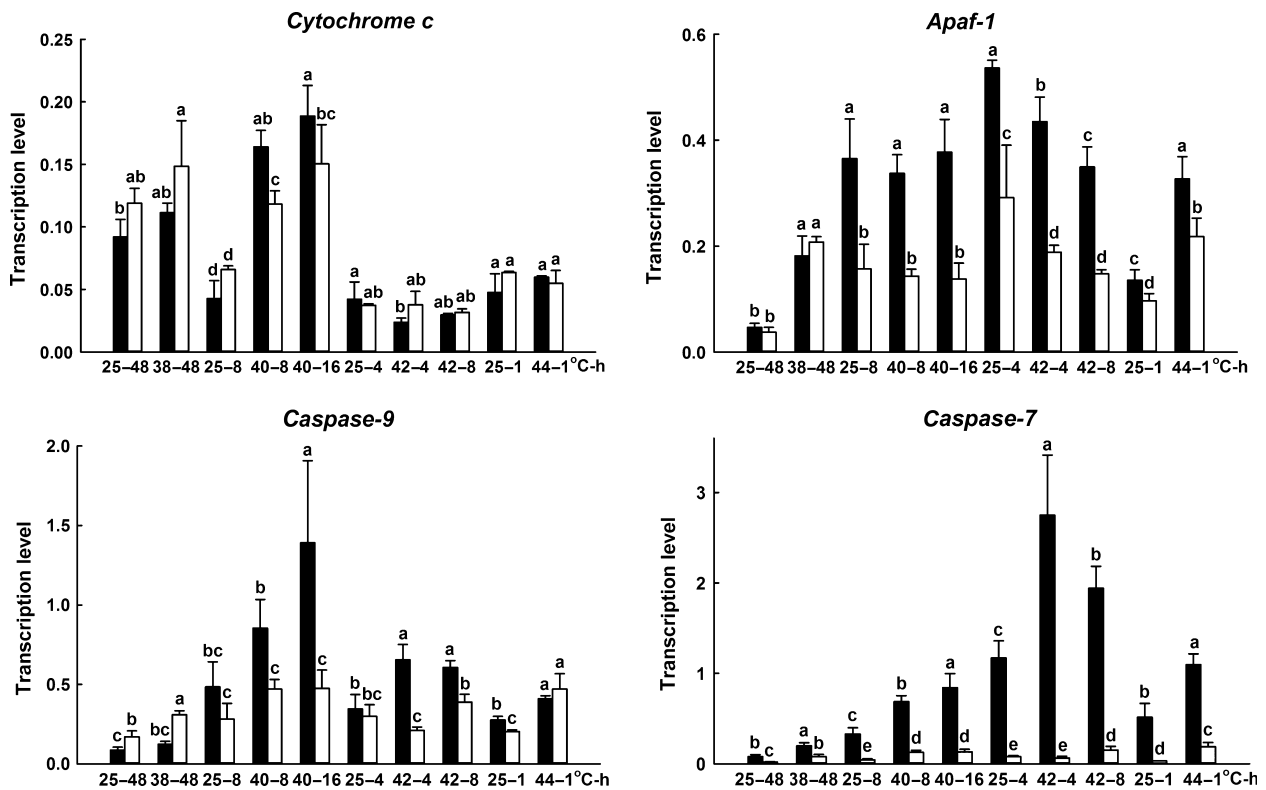 Cytochrome c
Transcription level
0.25
0.20
0.15
0.10
0.05
0.00
b ab ab a d d ab c a bc a ab b ab ab ab a a a a
25–48 38–48 25–8 40–8 40–16 25–4 42–4 42–8 25–1 44–1 °C-h
Apaf-1
Transcription level
0.6
0.4
0.2
0.0
b b a a a b a b a b a c b d c d c d a b
25–48 38–48 25–8 40–8 40–16 25–4 42–4 42–8 25–1 44–1 °C-h
Caspase-9
Transcription level
2.0
1.5
1.0
0.5
0.0
c b bc a bc c b c a c b bc a c a b b c a a
25–48 38–48 25–8 40–8 40–16 25–4 42–4 42–8 25–1 44–1 °C-h
Caspase-7
Transcription level
3
2
1
0
b c a b c e b d a d c e a e b d b d a c
25–48 38–48 25–8 40–8 40–16 25–4 42–4 42–8 25–1 44–1 °C-h